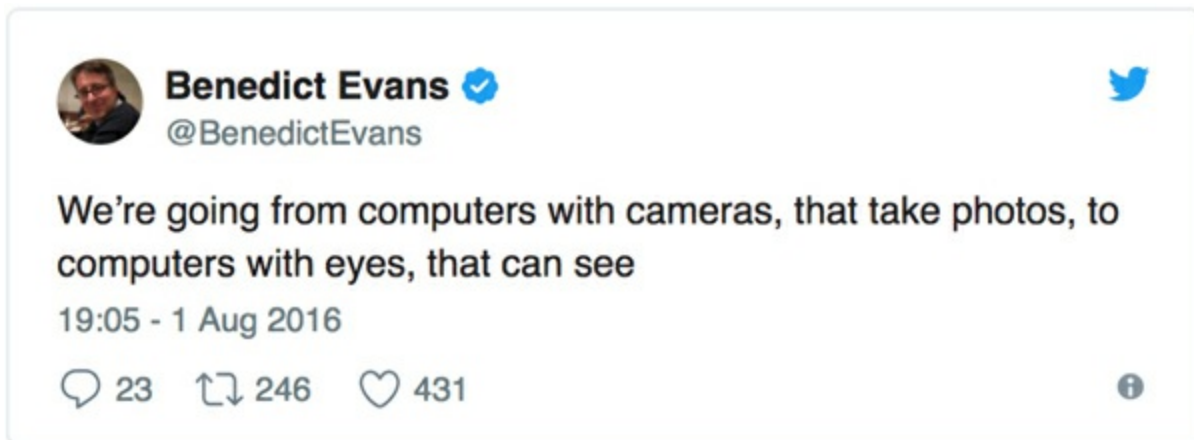 Benedict Evans
@BenedictEvans
We're going from computers with cameras, that take photos, to
computers with eyes, that can see
19:05 - 1 Aug 2016
23 246 431